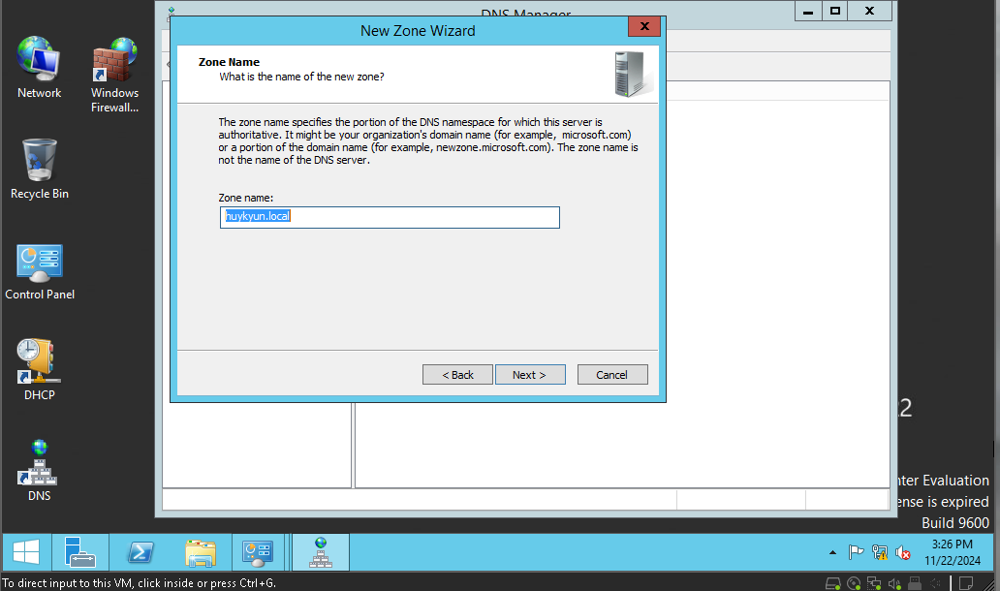 DNS Manager
New Zone Wizard
Zone Name
What is the name of the new zone?
The zone name specifies the portion of the DNS namespace for which this server is
authoritative. It might be your organization's domain name (for example, microsoft.com)
or a portion of the domain name (for example, newzone.microsoft.com). The zone name is
not the name of the DNS server.
Zone name:
huykyun.local
< Back
Next >
Cancel
Network
Windows
Firewall...
Recycle Bin
Control Panel
DHCP
DNS
nter Evaluation
ense is expired
Build 9600
3:26 PM
11/22/2024
To direct input to this VM, click inside or press Ctrl+G.